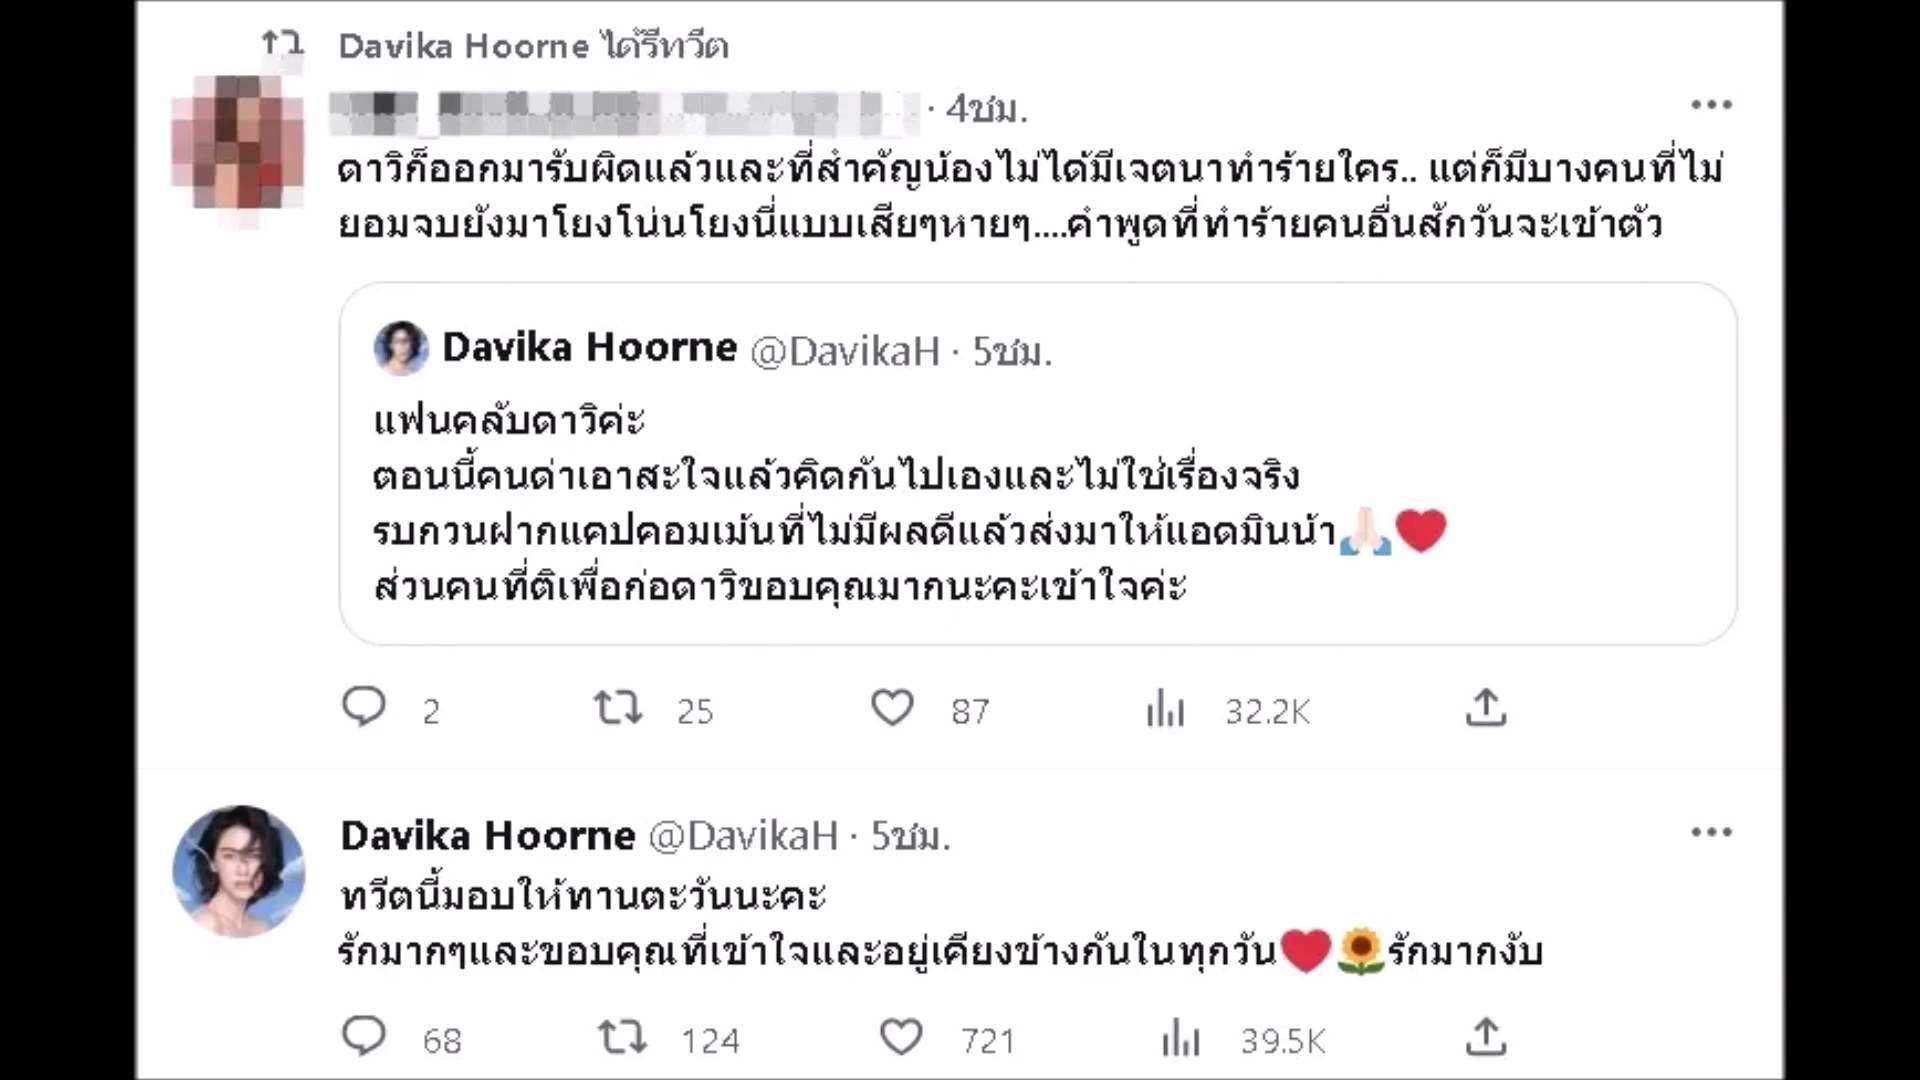 Davika Hoorne ได้รีทวีต
· 4ชม.
ดาวิก็ออกมารับผิดแล้วและที่สำคัญน้องไม่ได้มีเจตนาทำร้ายใคร.. แต่ก็มีบางคนที่ไม่
ยอมจบยังมาโยงโน่นโยงนี่แบบเสียๆหายๆ....คำพูดที่ทำร้ายคนอื่นสักวันจะเข้าตัว
Davika Hoorne @DavikaH · 5ชม.
แฟนคลับดาวิค่ะ
ตอนนี้คนด่าเอาสะใจแล้วคิดกันไปเองและไม่ใช่เรื่องจริง
รบกวนฝากแคปคอมเม้นที่ไม่มีผลดีแล้วส่งมาให้แอดมินน้า🙏🏻❤️
ส่วนคนที่ติเพื่อก่อดาวิขอบคุณมากนะคะเข้าใจค่ะ
2 25 87 32.2K
Davika Hoorne @DavikaH · 5ชม.
ทวีตนี้มอบให้ทานตะวันนะคะ
รักมากๆและขอบคุณที่เข้าใจและอยู่เคียงข้างกันในทุกวัน❤️🌻รักมากงับ
68 124 721 39.5K